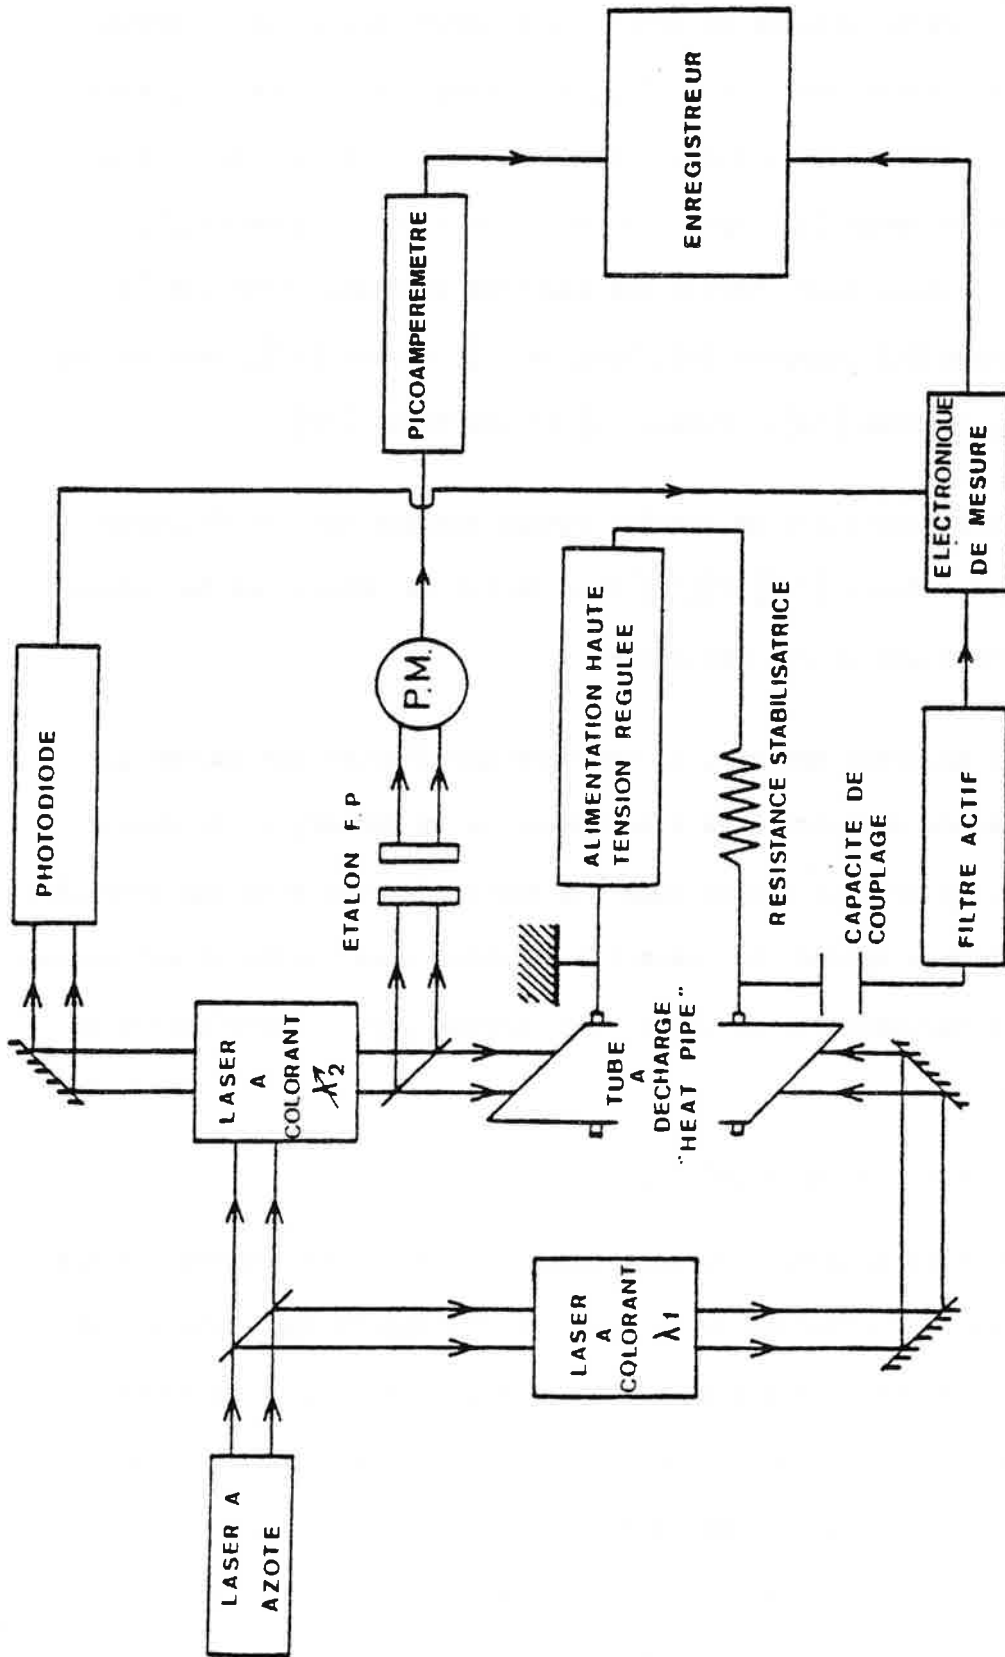 LASER A
AZOTE
LASER
A
COLORANT
λ2
PHOTODIODE
ETALON F.P
P.M.
PICOAMPEREMETRE
ENREGISTREUR
LASER
A
COLORANT
λ1
TUBE
A
DECHARGE
"HEAT PIPE"
ALIMENTATION HAUTE
TENSION REGULEE
RESISTANCE STABILISATRICE
CAPACITE DE
COUPLAGE
FILTRE ACTIF
ELECTRONIQUE
DE MESURE